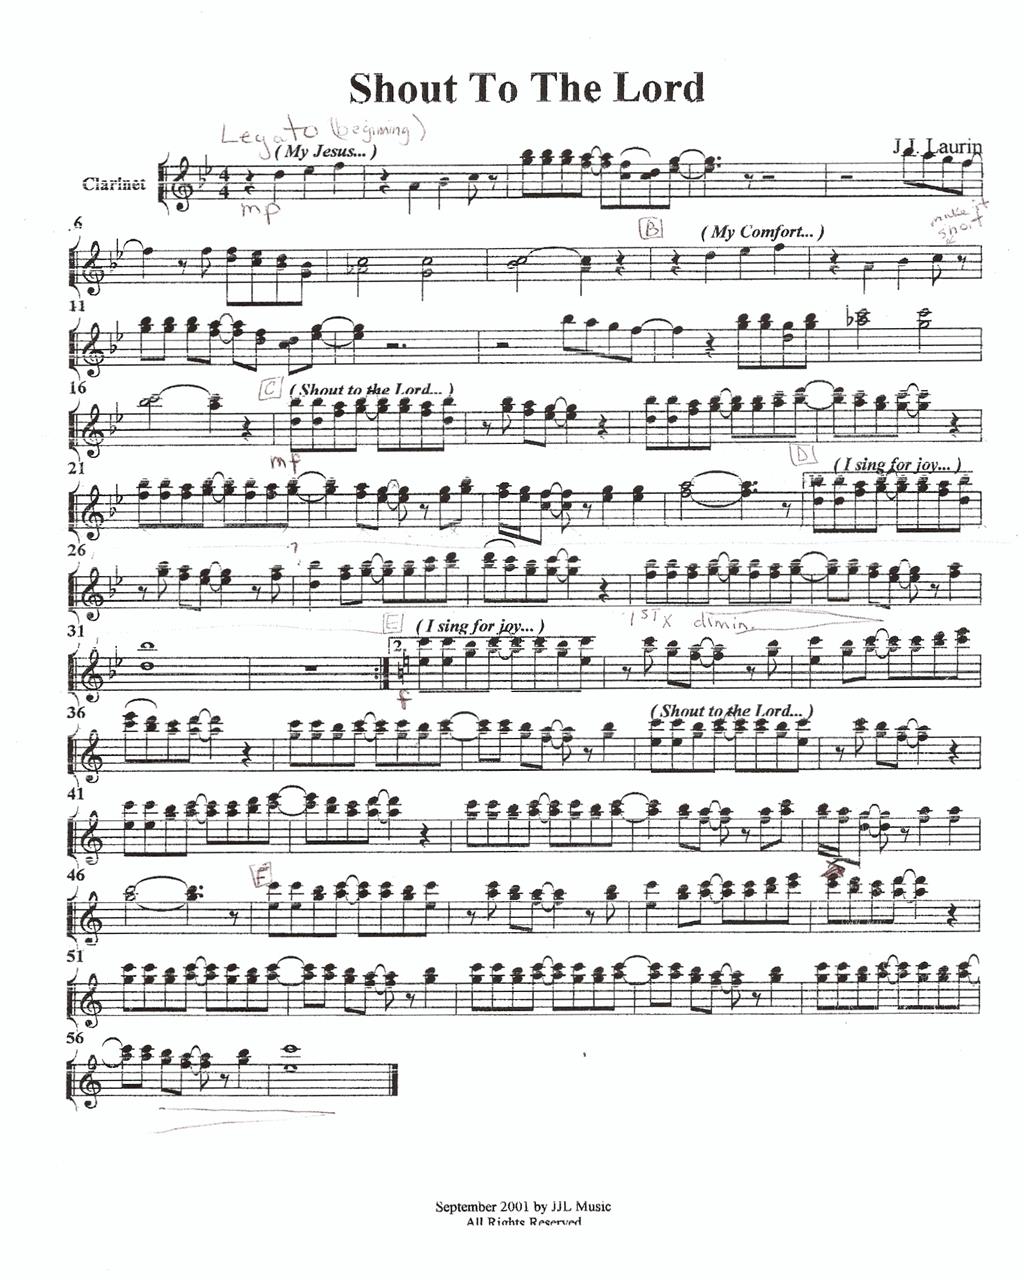 Shout To The Lord
Legato (beginning)
( My Jesus... )
J.J. Laurin
Clarinet
4
4
mp
make it
short
6
B
( My Comfort... )
11
16
C
( Shout to the Lord... )
mf
21
D
( I sing for joy... )
1.
26
?
1ST X dimin.
31
E
( I sing for joy... )
2
f
36
( Shout to the Lord... )
41
46
F
51
56
September 2001 by JJL Music
All Rights Reserved